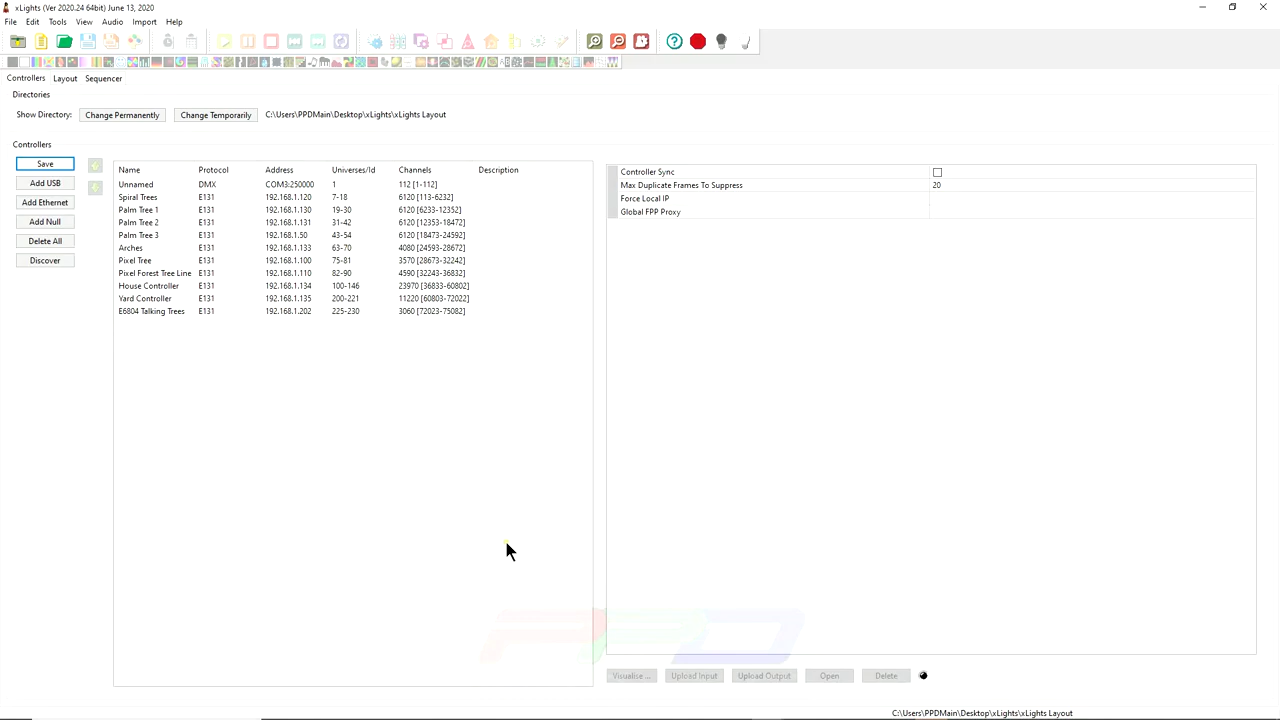 xLights (Ver 2020.24 64bit) June 13, 2020
File Edit Tools View Audio Import Help
Controllers Layout Sequencer
Directories
Show Directory: Change Permanently Change Temporarily C:\Users\PPDMain\Desktop\xLights\xLights Layout
Controllers
Save
Add USB
Add Ethernet
Add Null
Delete All
Discover
Name Protocol Address Universes/Id Channels Description
Unnamed DMX COM3:250000 1 112 [1-112]
Spiral Trees E131 192.168.1.120 7-18 6120 [113-6232]
Palm Tree 1 E131 192.168.1.130 19-30 6120 [6233-12352]
Palm Tree 2 E131 192.168.1.131 31-42 6120 [12353-18472]
Palm Tree 3 E131 192.168.1.50 43-54 6120 [18473-24592]
Arches E131 192.168.1.133 63-70 4080 [24593-28672]
Pixel Tree E131 192.168.1.100 75-81 3570 [28673-32242]
Pixel Forest Tree Line E131 192.168.1.110 82-90 4590 [32243-36832]
House Controller E131 192.168.1.134 100-146 23970 [36833-60802]
Yard Controller E131 192.168.1.135 200-221 11220 [60803-72022]
E6804 Talking Trees E131 192.168.1.202 225-230 3060 [72023-75082]
Controller Sync
Max Duplicate Frames To Suppress 20
Force Local IP
Global FPP Proxy
PPD
Visualise ... Upload Input Upload Output Open Delete
C:\Users\PPDMain\Desktop\xLights\xLights Layout